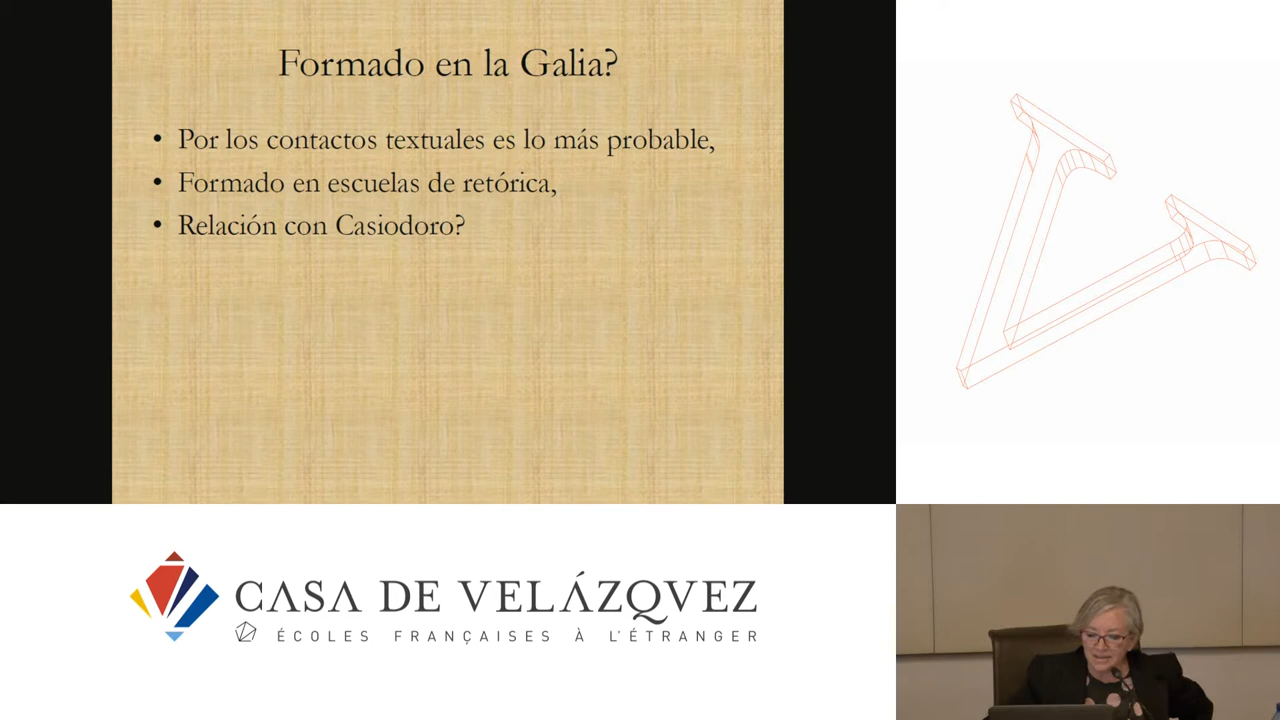 Formado en la Galia?
• Por los contactos textuales es lo más probable,
• Formado en escuelas de retórica,
• Relación con Casiodoro?
CASA DE VELÁZQVEZ
ÉCOLES FRANÇAISES À L'ÉTRANGER